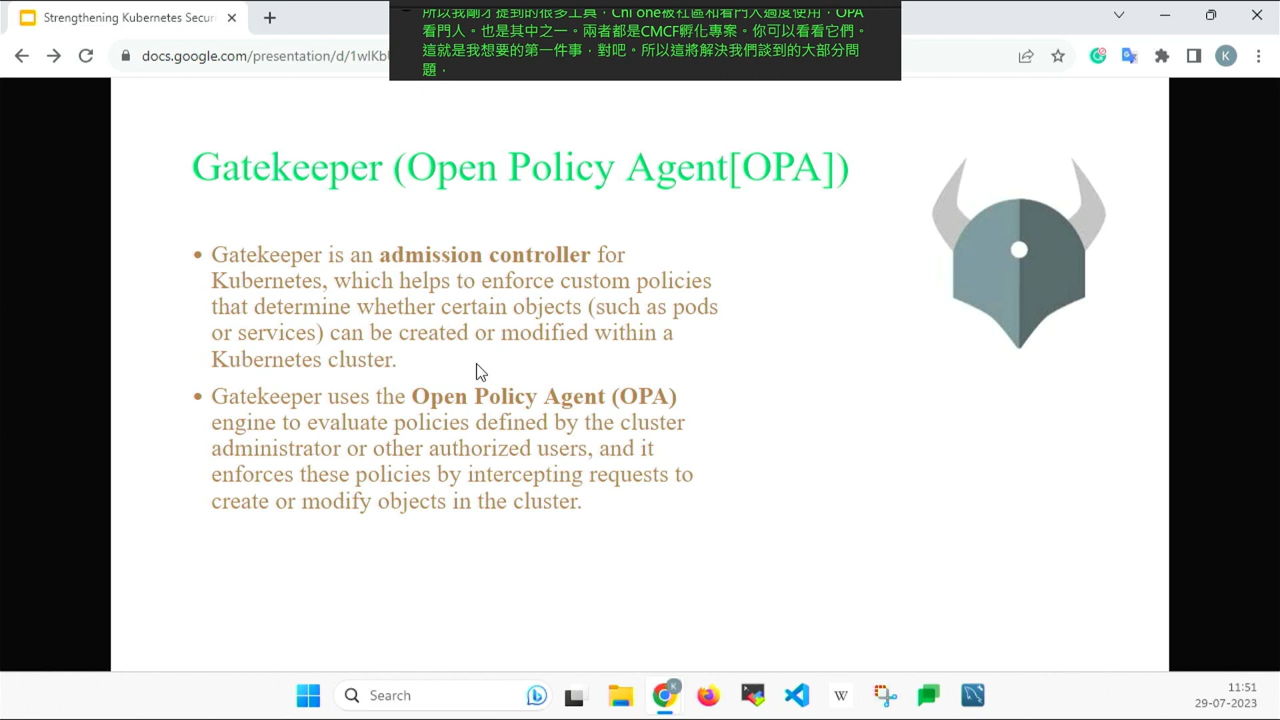 Strengthening Kubernetes Secur
docs.google.com/presentation/d/1wlKb
所以我剛才提到的很多工具，Chi one被社區和看門人過度使用，OPA
看門人。也是其中之一。兩者都是CMCF孵化專案。你可以看看它們。
這就是我想要的第一件事，對吧。所以這將解決我們談到的大部分問
題．
K
Gatekeeper (Open Policy Agent[OPA])
• Gatekeeper is an admission controller for
Kubernetes, which helps to enforce custom policies
that determine whether certain objects (such as pods
or services) can be created or modified within a
Kubernetes cluster.
• Gatekeeper uses the Open Policy Agent (OPA)
engine to evaluate policies defined by the cluster
administrator or other authorized users, and it
enforces these policies by intercepting requests to
create or modify objects in the cluster.
Search
K
W
11:51
29-07-2023